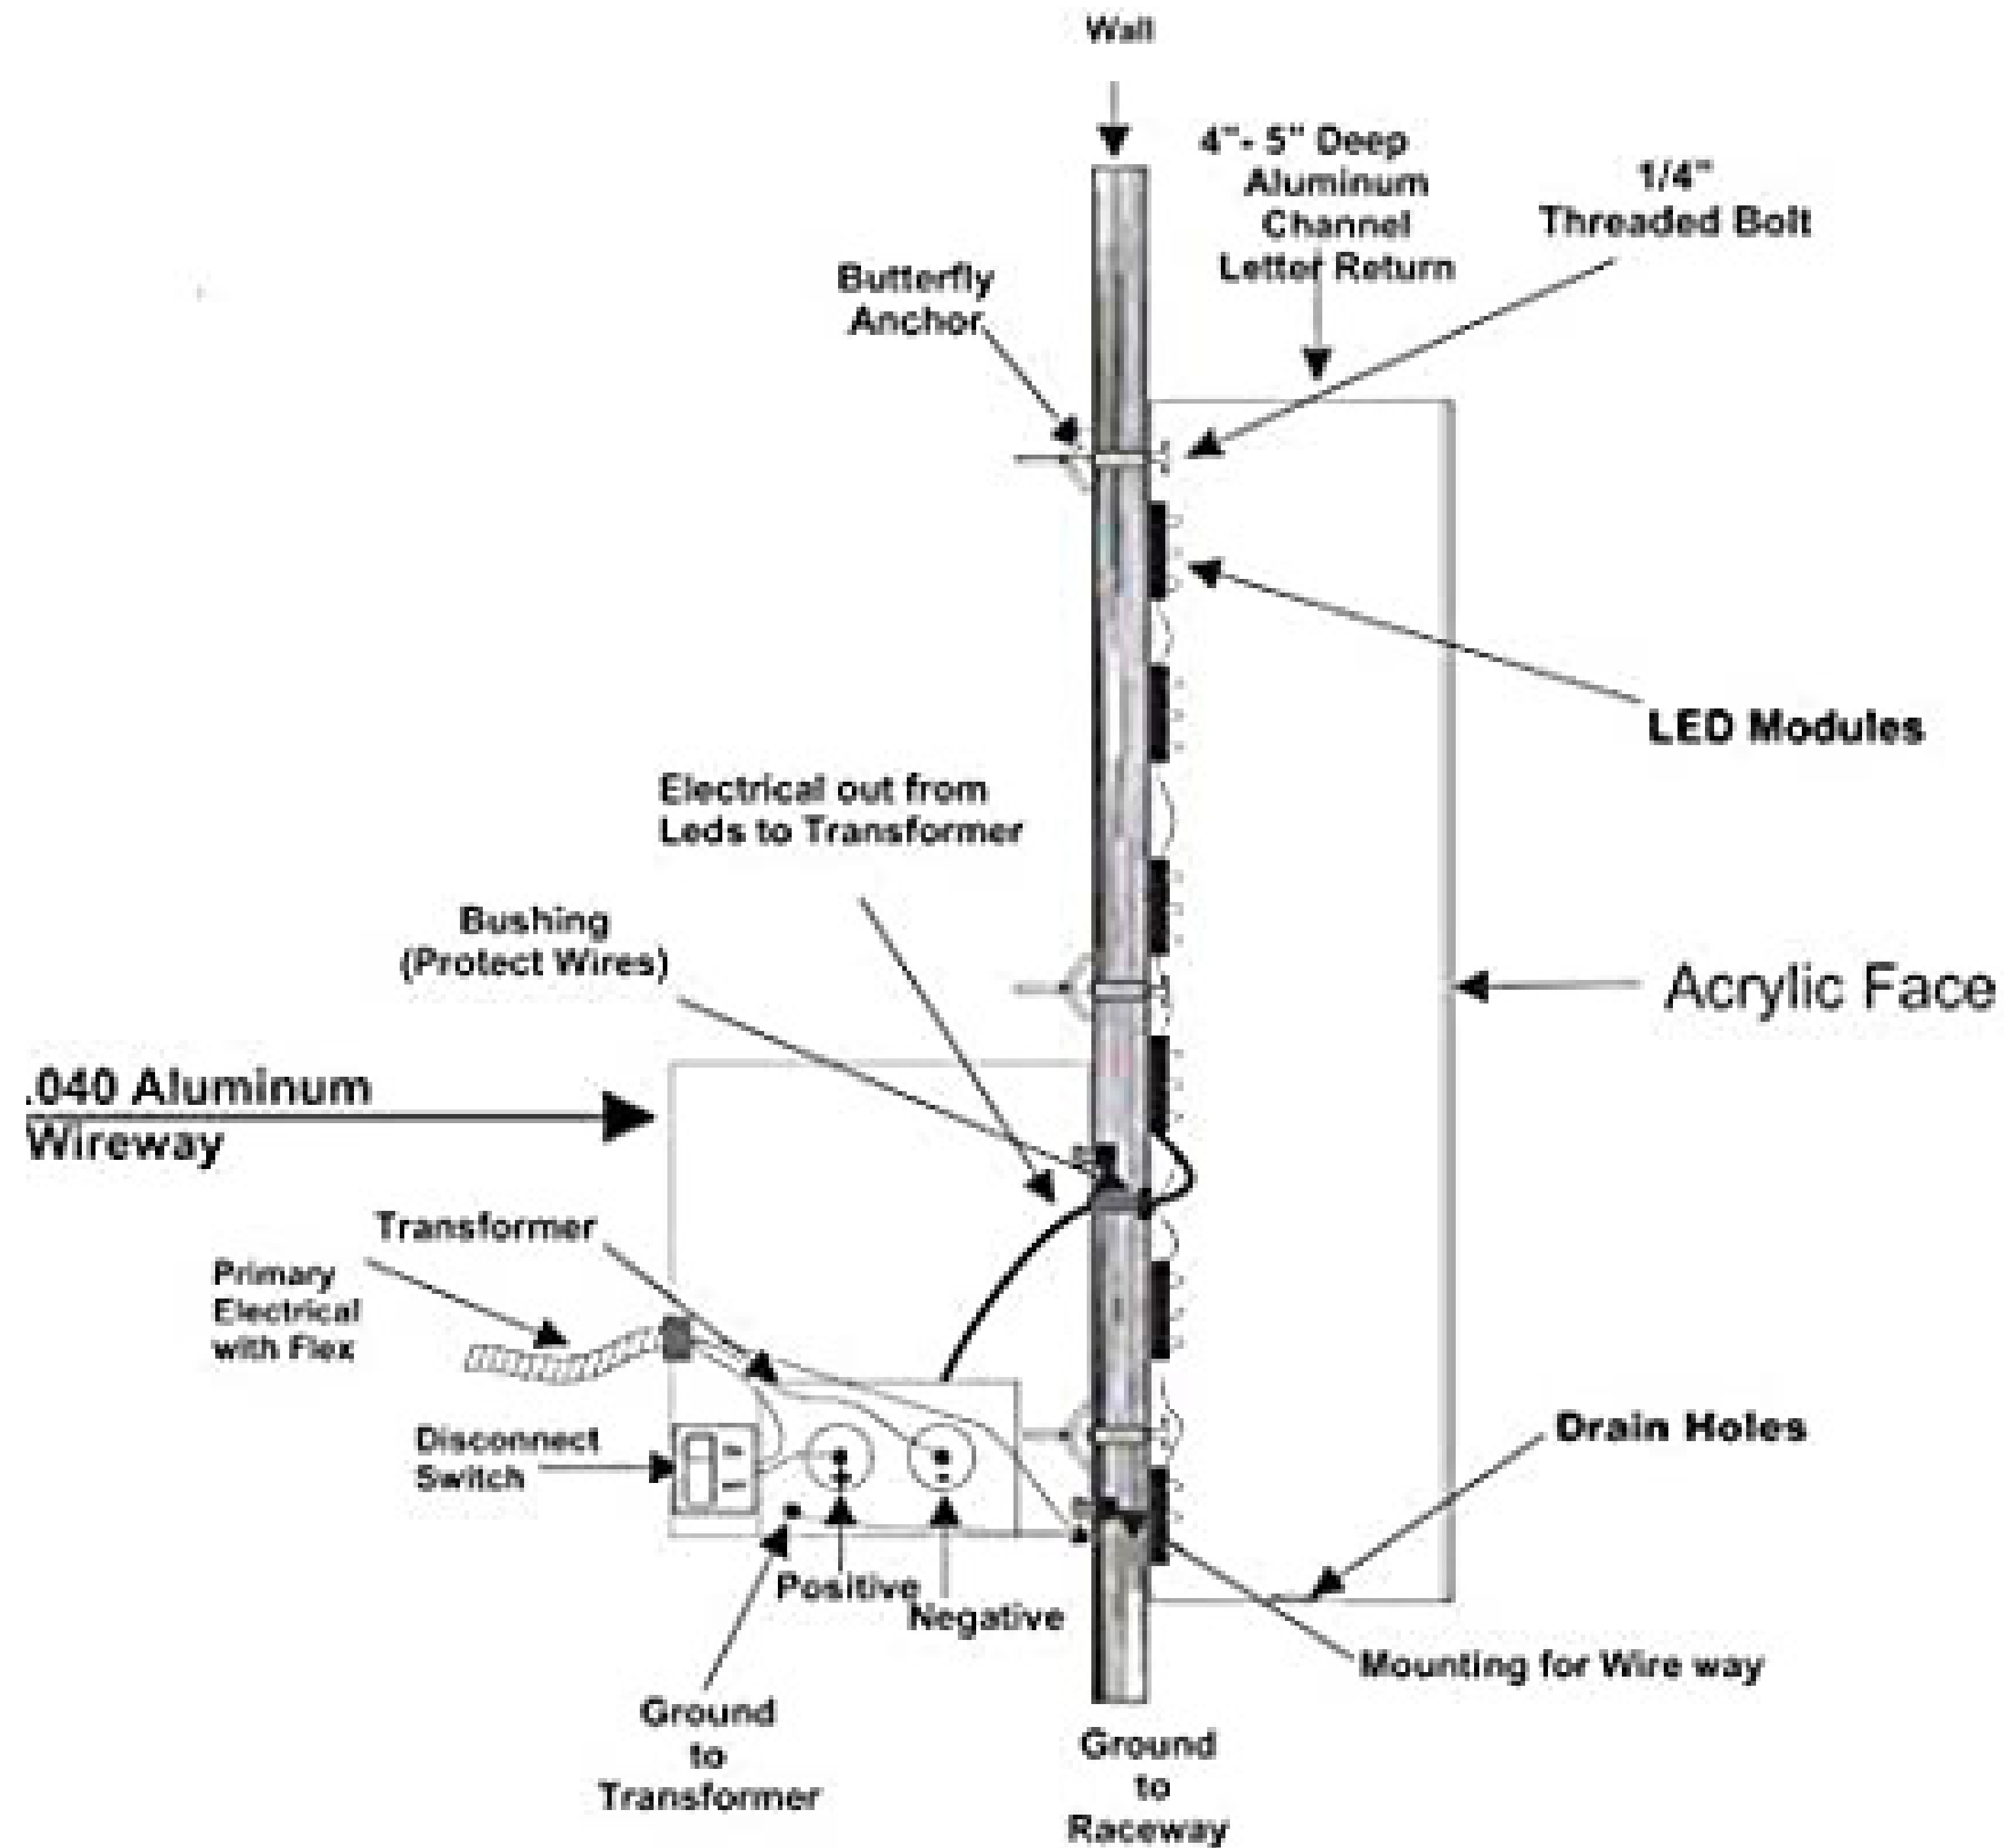 Wall
4"- 5" Deep
Aluminum
Channel
Letter Return
1/4"
Threaded Bolt
Butterfly
Anchor
LED Modules
Electrical out from
Leds to Transformer
Bushing
(Protect Wires)
Acrylic Face
.040 Aluminum
Wireway
Transformer
Primary
Electrical
with Flex
Disconnect
Switch
Drain Holes
Positive
Negative
Mounting for Wire way
Ground
to
Transformer
Ground
to
Raceway